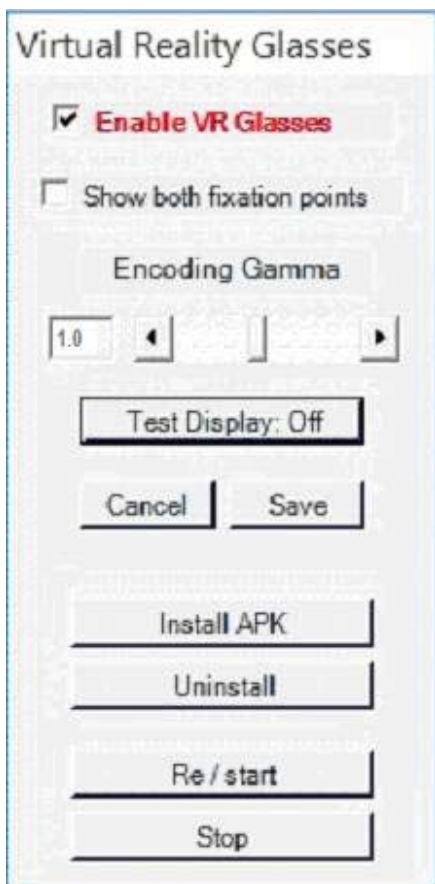 Virtual Reality Glasses
Enable VR Glasses
Show both fixation points
Encoding Gamma
1.0
Test Display: Off
Cancel Save
Install APK
Uninstall
Re / start
Stop